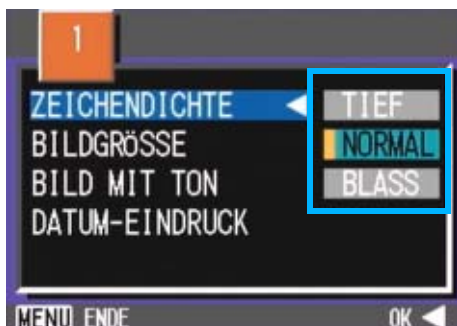 1
ZEICHENDICHTE ◀ TIEF
BILDGRÖSSE NORMAL
BILD MIT TON BLASS
DATUM-EINDRUCK
MENU ENDE OK ◀